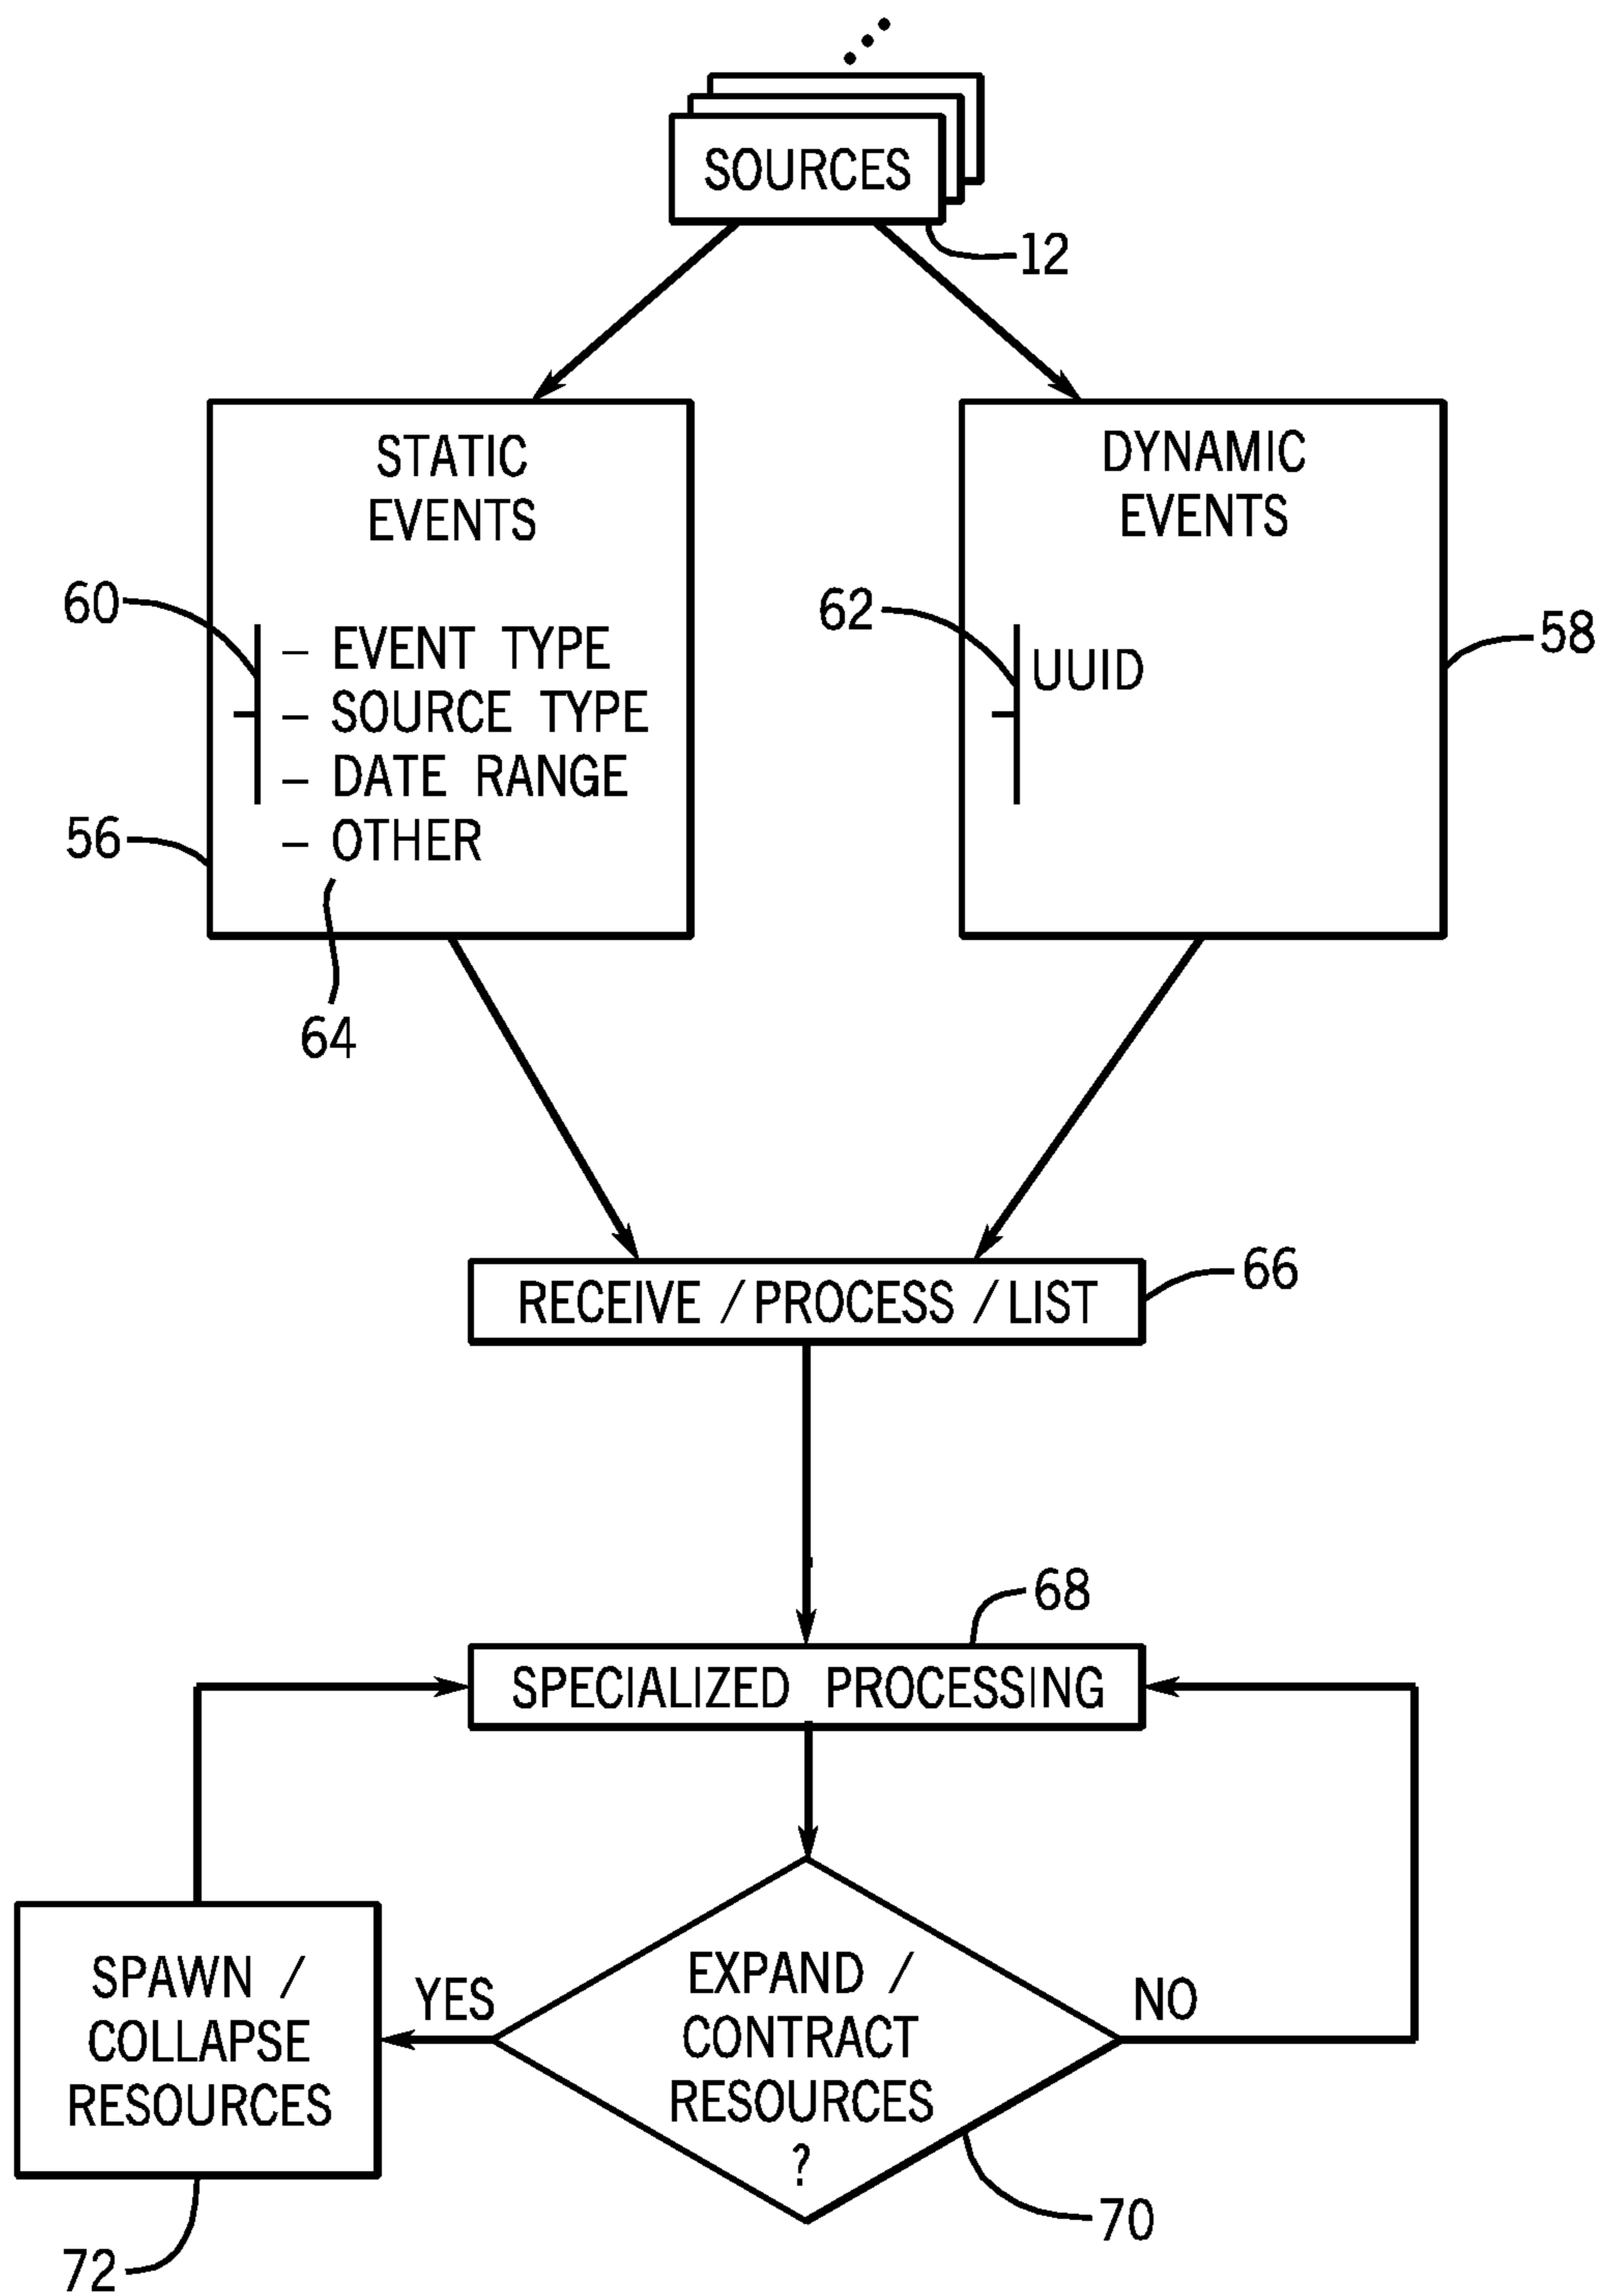 SOURCES
12
STATIC
EVENTS
DYNAMIC
EVENTS
60
– EVENT TYPE
– SOURCE TYPE
– DATE RANGE
– OTHER
56
64
62
UUID
58
RECEIVE / PROCESS / LIST
66
68
SPECIALIZED PROCESSING
SPAWN /
COLLAPSE
RESOURCES
YES
EXPAND /
CONTRACT
RESOURCES
?
NO
70
72